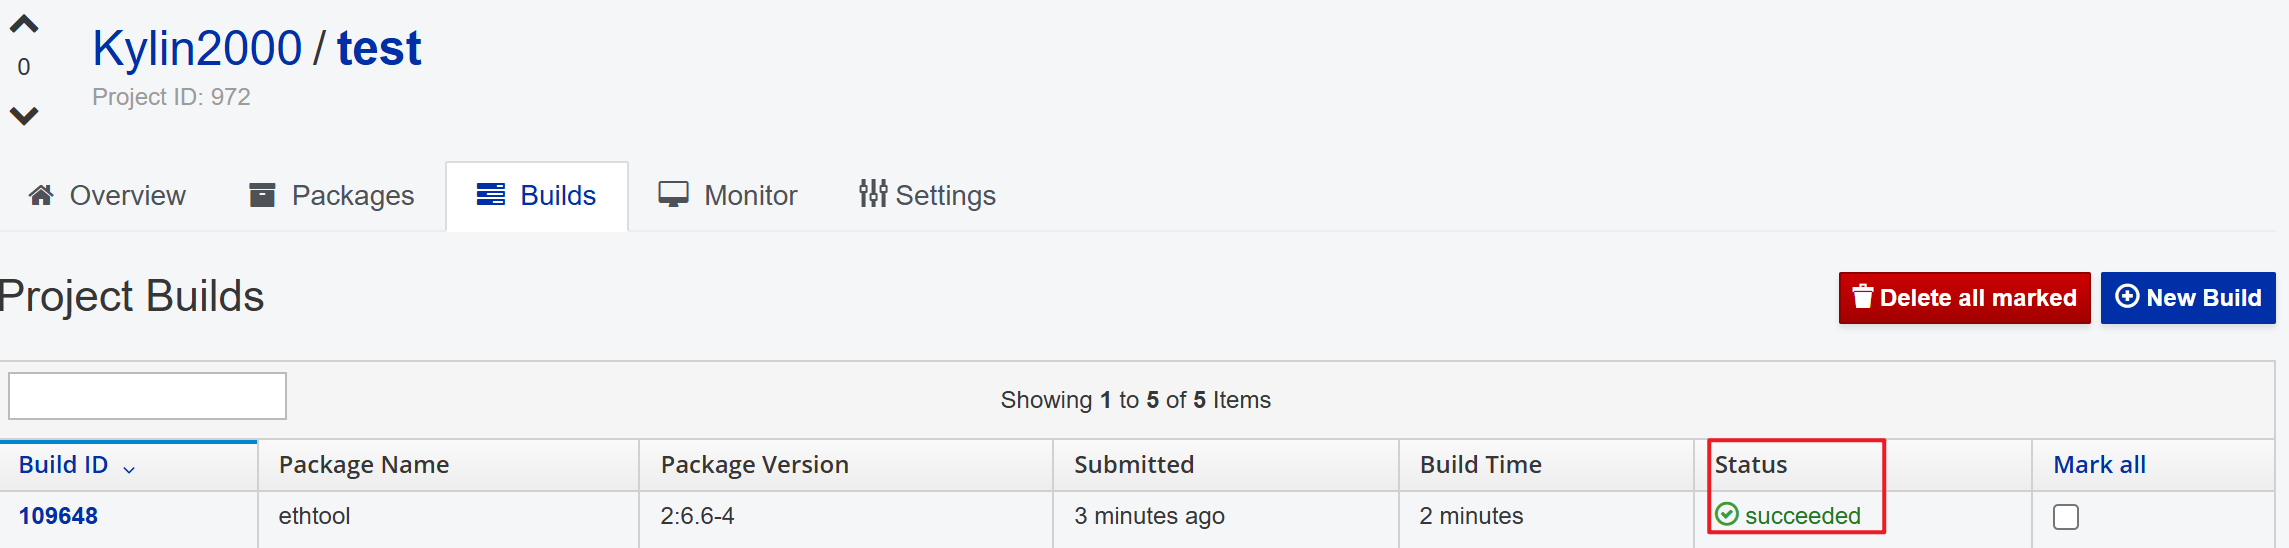 0
Kylin2000 / test
Project ID: 972
Overview Packages Builds Monitor Settings
Project Builds
Delete all marked New Build
Showing 1 to 5 of 5 Items
Build ID Package Name Package Version Submitted Build Time Status Mark all
109648 ethtool 2:6.6-4 3 minutes ago 2 minutes succeeded